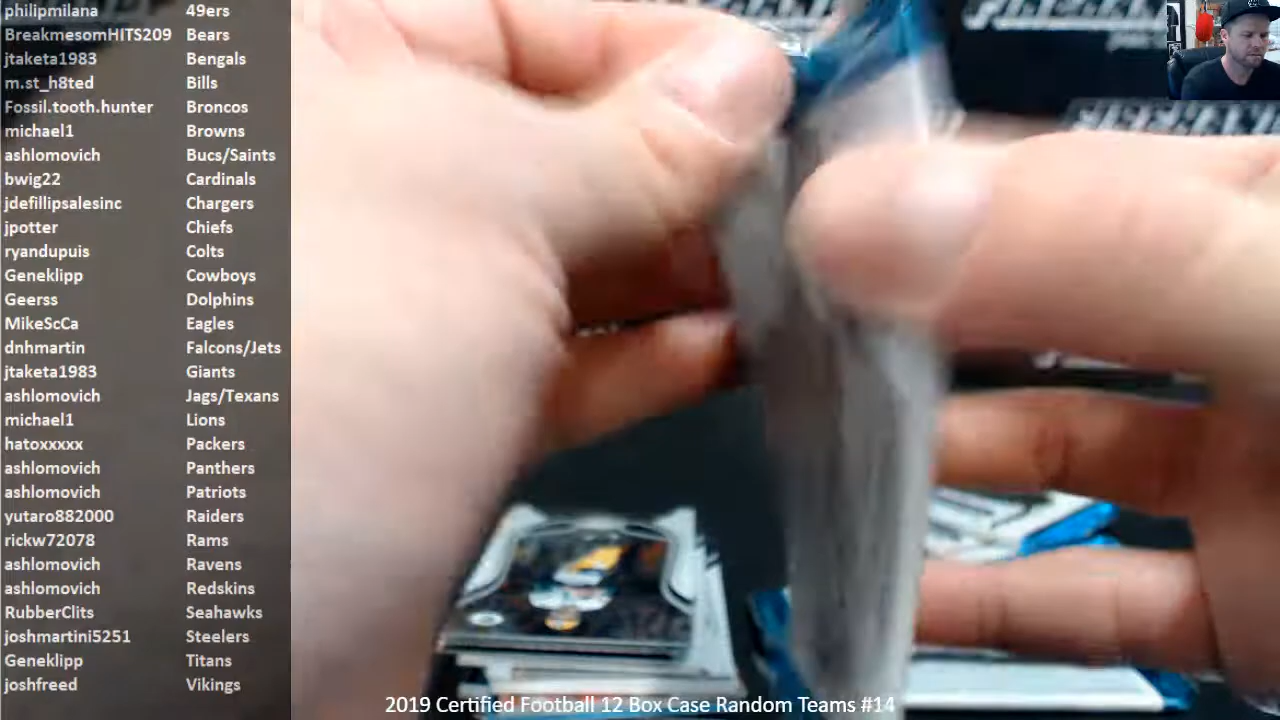 philipmilana 49ers
BreakmesomHITS209 Bears
jtaketa1983 Bengals
m.st_h8ted Bills
Fossil.tooth.hunter Broncos
michael1 Browns
ashlomovich Bucs/Saints
bwig22 Cardinals
jdefillipsalesinc Chargers
jpotter Chiefs
ryandupuis Colts
Geneklipp Cowboys
Geerss Dolphins
MikeScCa Eagles
dnhmartin Falcons/Jets
jtaketa1983 Giants
ashlomovich Jags/Texans
michael1 Lions
hatoxxxxx Packers
ashlomovich Panthers
ashlomovich Patriots
yutaro882000 Raiders
rickw72078 Rams
ashlomovich Ravens
ashlomovich Redskins
RubberClits Seahawks
joshmartini5251 Steelers
Geneklipp Titans
joshfreed Vikings
2019 Certified Football 12 Box Case Random Teams #14